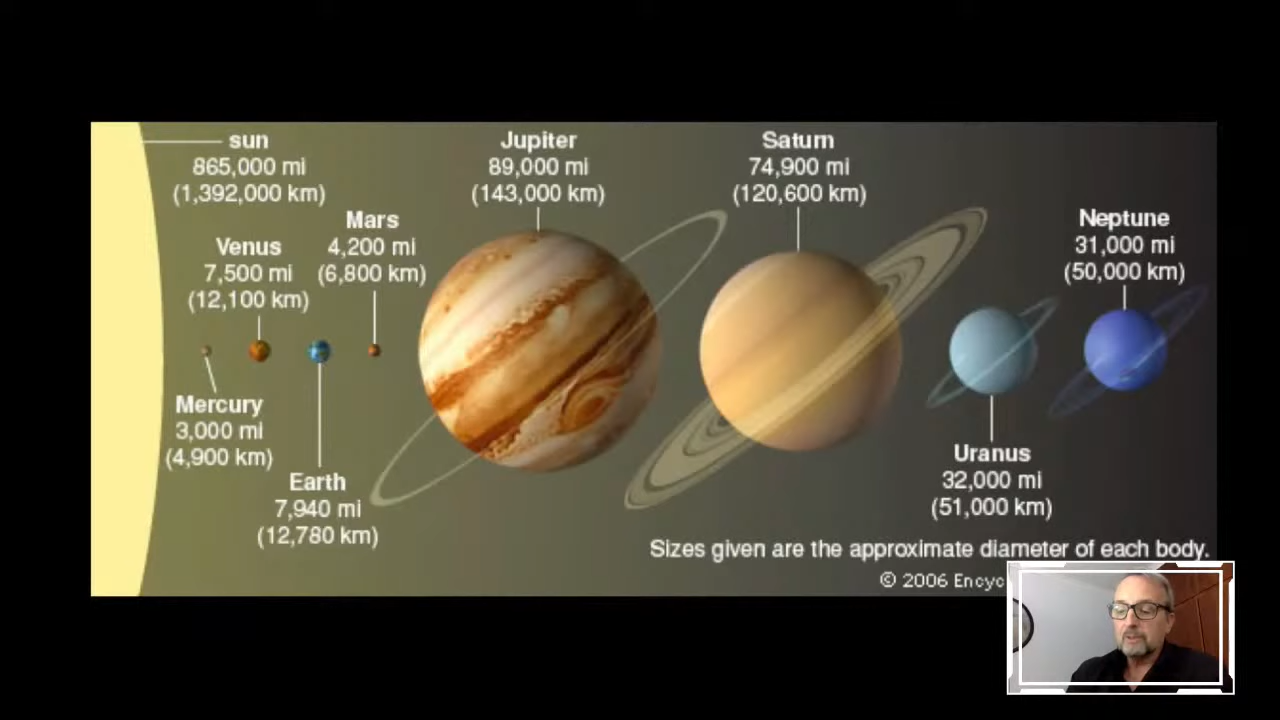 sun
865,000 mi
(1,392,000 km)
Venus
7,500 mi
(12,100 km)
Mars
4,200 mi
(6,800 km)
Mercury
3,000 mi
(4,900 km)
Earth
7,940 mi
(12,780 km)
Jupiter
89,000 mi
(143,000 km)
Saturn
74,900 mi
(120,600 km)
Uranus
32,000 mi
(51,000 km)
Neptune
31,000 mi
(50,000 km)
Sizes given are the approximate diameter of each body.
© 2006